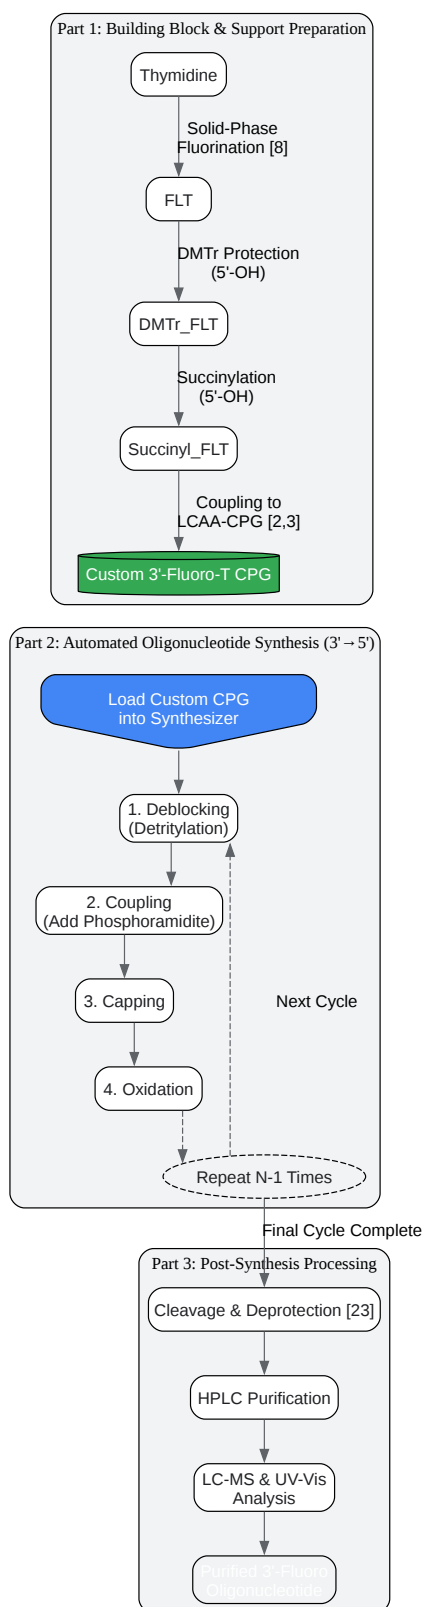 Part 1: Building Block & Support Preparation
Thymidine
Solid-Phase
Fluorination [8]
FLT
DMTr Protection
(5'-OH)
DMTr_FLT
Succinylation
(5'-OH)
Succinyl_FLT
Coupling to
LCAA-CPG [2,3]
Custom 3'-Fluoro-T CPG
Part 2: Automated Oligonucleotide Synthesis (3'→5')
Load Custom CPG
into Synthesizer
1. Deblocking
(Detritylation)
2. Coupling
(Add Phosphoramidite)
3. Capping
Next Cycle
4. Oxidation
Repeat N-1 Times
Final Cycle Complete
Part 3: Post-Synthesis Processing
Cleavage & Deprotection [23]
HPLC Purification
LC-MS & UV-Vis
Analysis
Purified 3'-Fluoro
Oligonucleotide